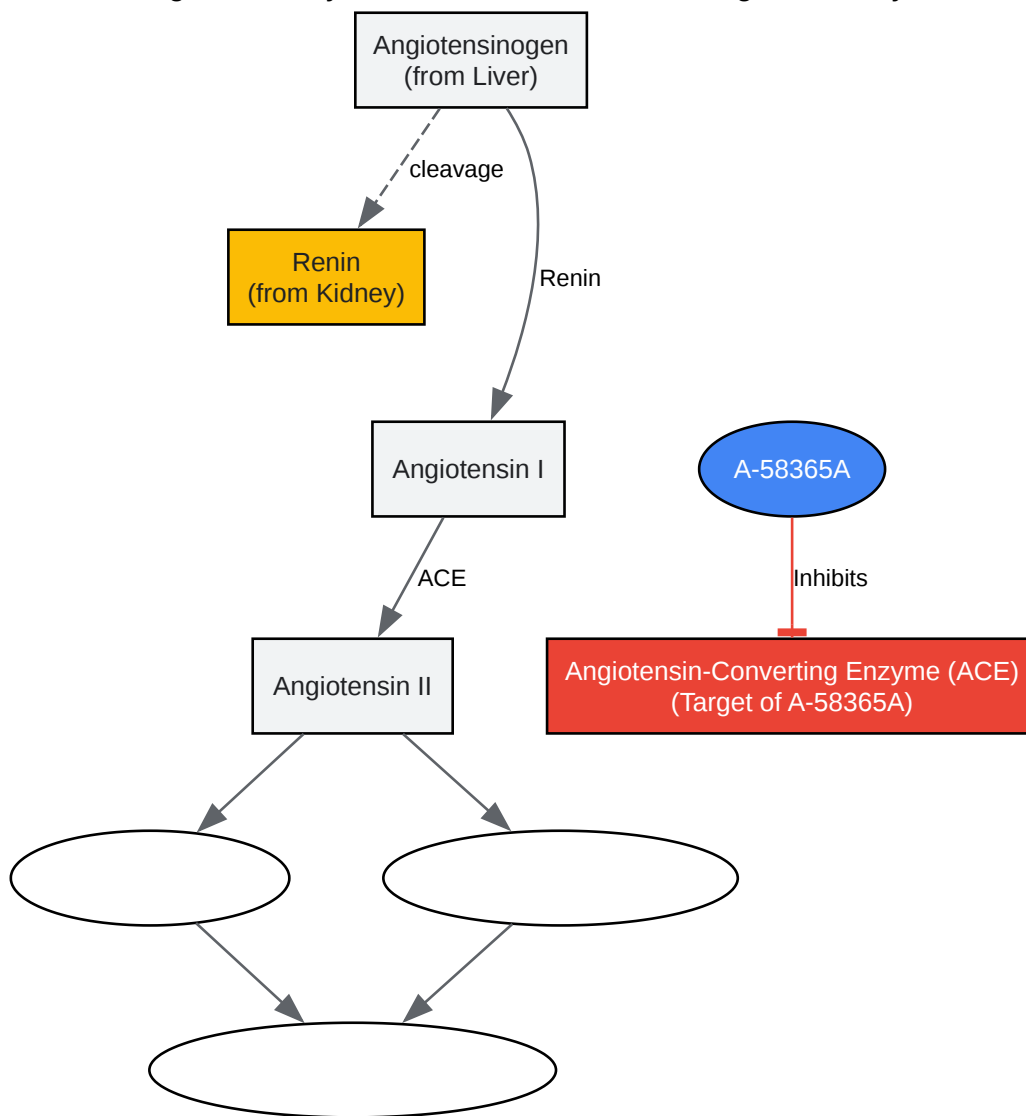 Angiotensinogen
(from Liver)
cleavage
Renin
(from Kidney)
Renin
Angiotensin I
A-58365A
ACE
Inhibits
Angiotensin II
Angiotensin-Converting Enzyme (ACE)
(Target of A-58365A)